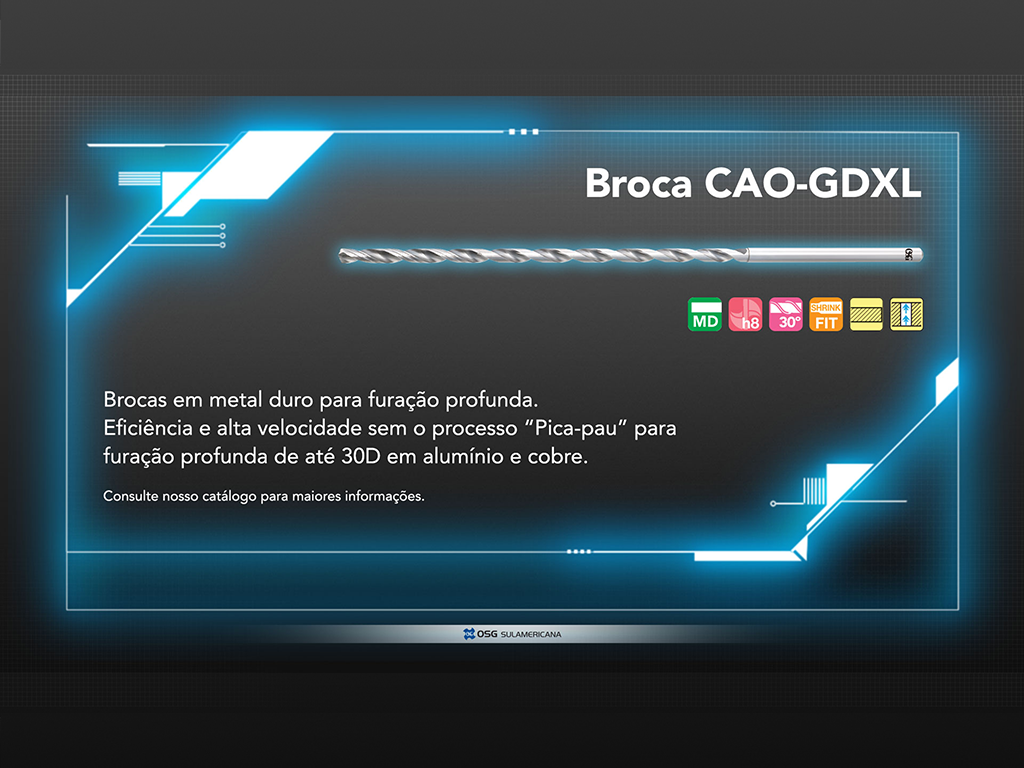 Broca CAO-GDXL
OSG
MD
h8
30°
SHRINK
FIT
Brocas em metal duro para furação profunda.
Eficiência e alta velocidade sem o processo “Pica-pau” para
furação profunda de até 30D em alumínio e cobre.
Consulte nosso catálogo para maiores informações.
OSG SULAMERICANA